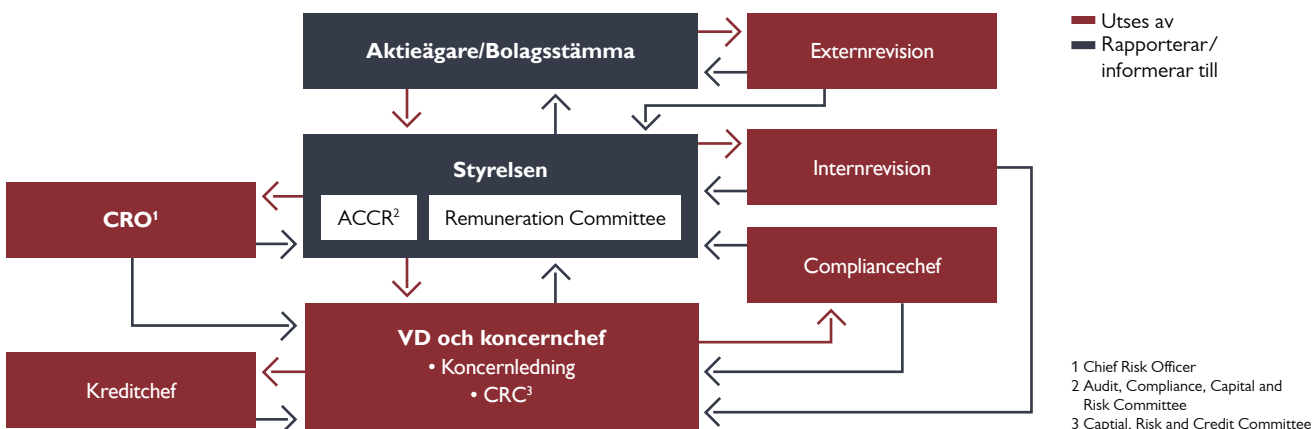 Aktieägare/Bolagsstämma
Externrevision
Utses av
Rapporterar/
informerar till
Styrelsen
ACCR²
Remuneration Committee
Internrevision
CRO¹
Compliancechef
VD och koncernchef
• Koncernledning
• CRC³
Kreditchef
1 Chief Risk Officer
2 Audit, Compliance, Capital and
Risk Committee
3 Captial, Risk and Credit Committee